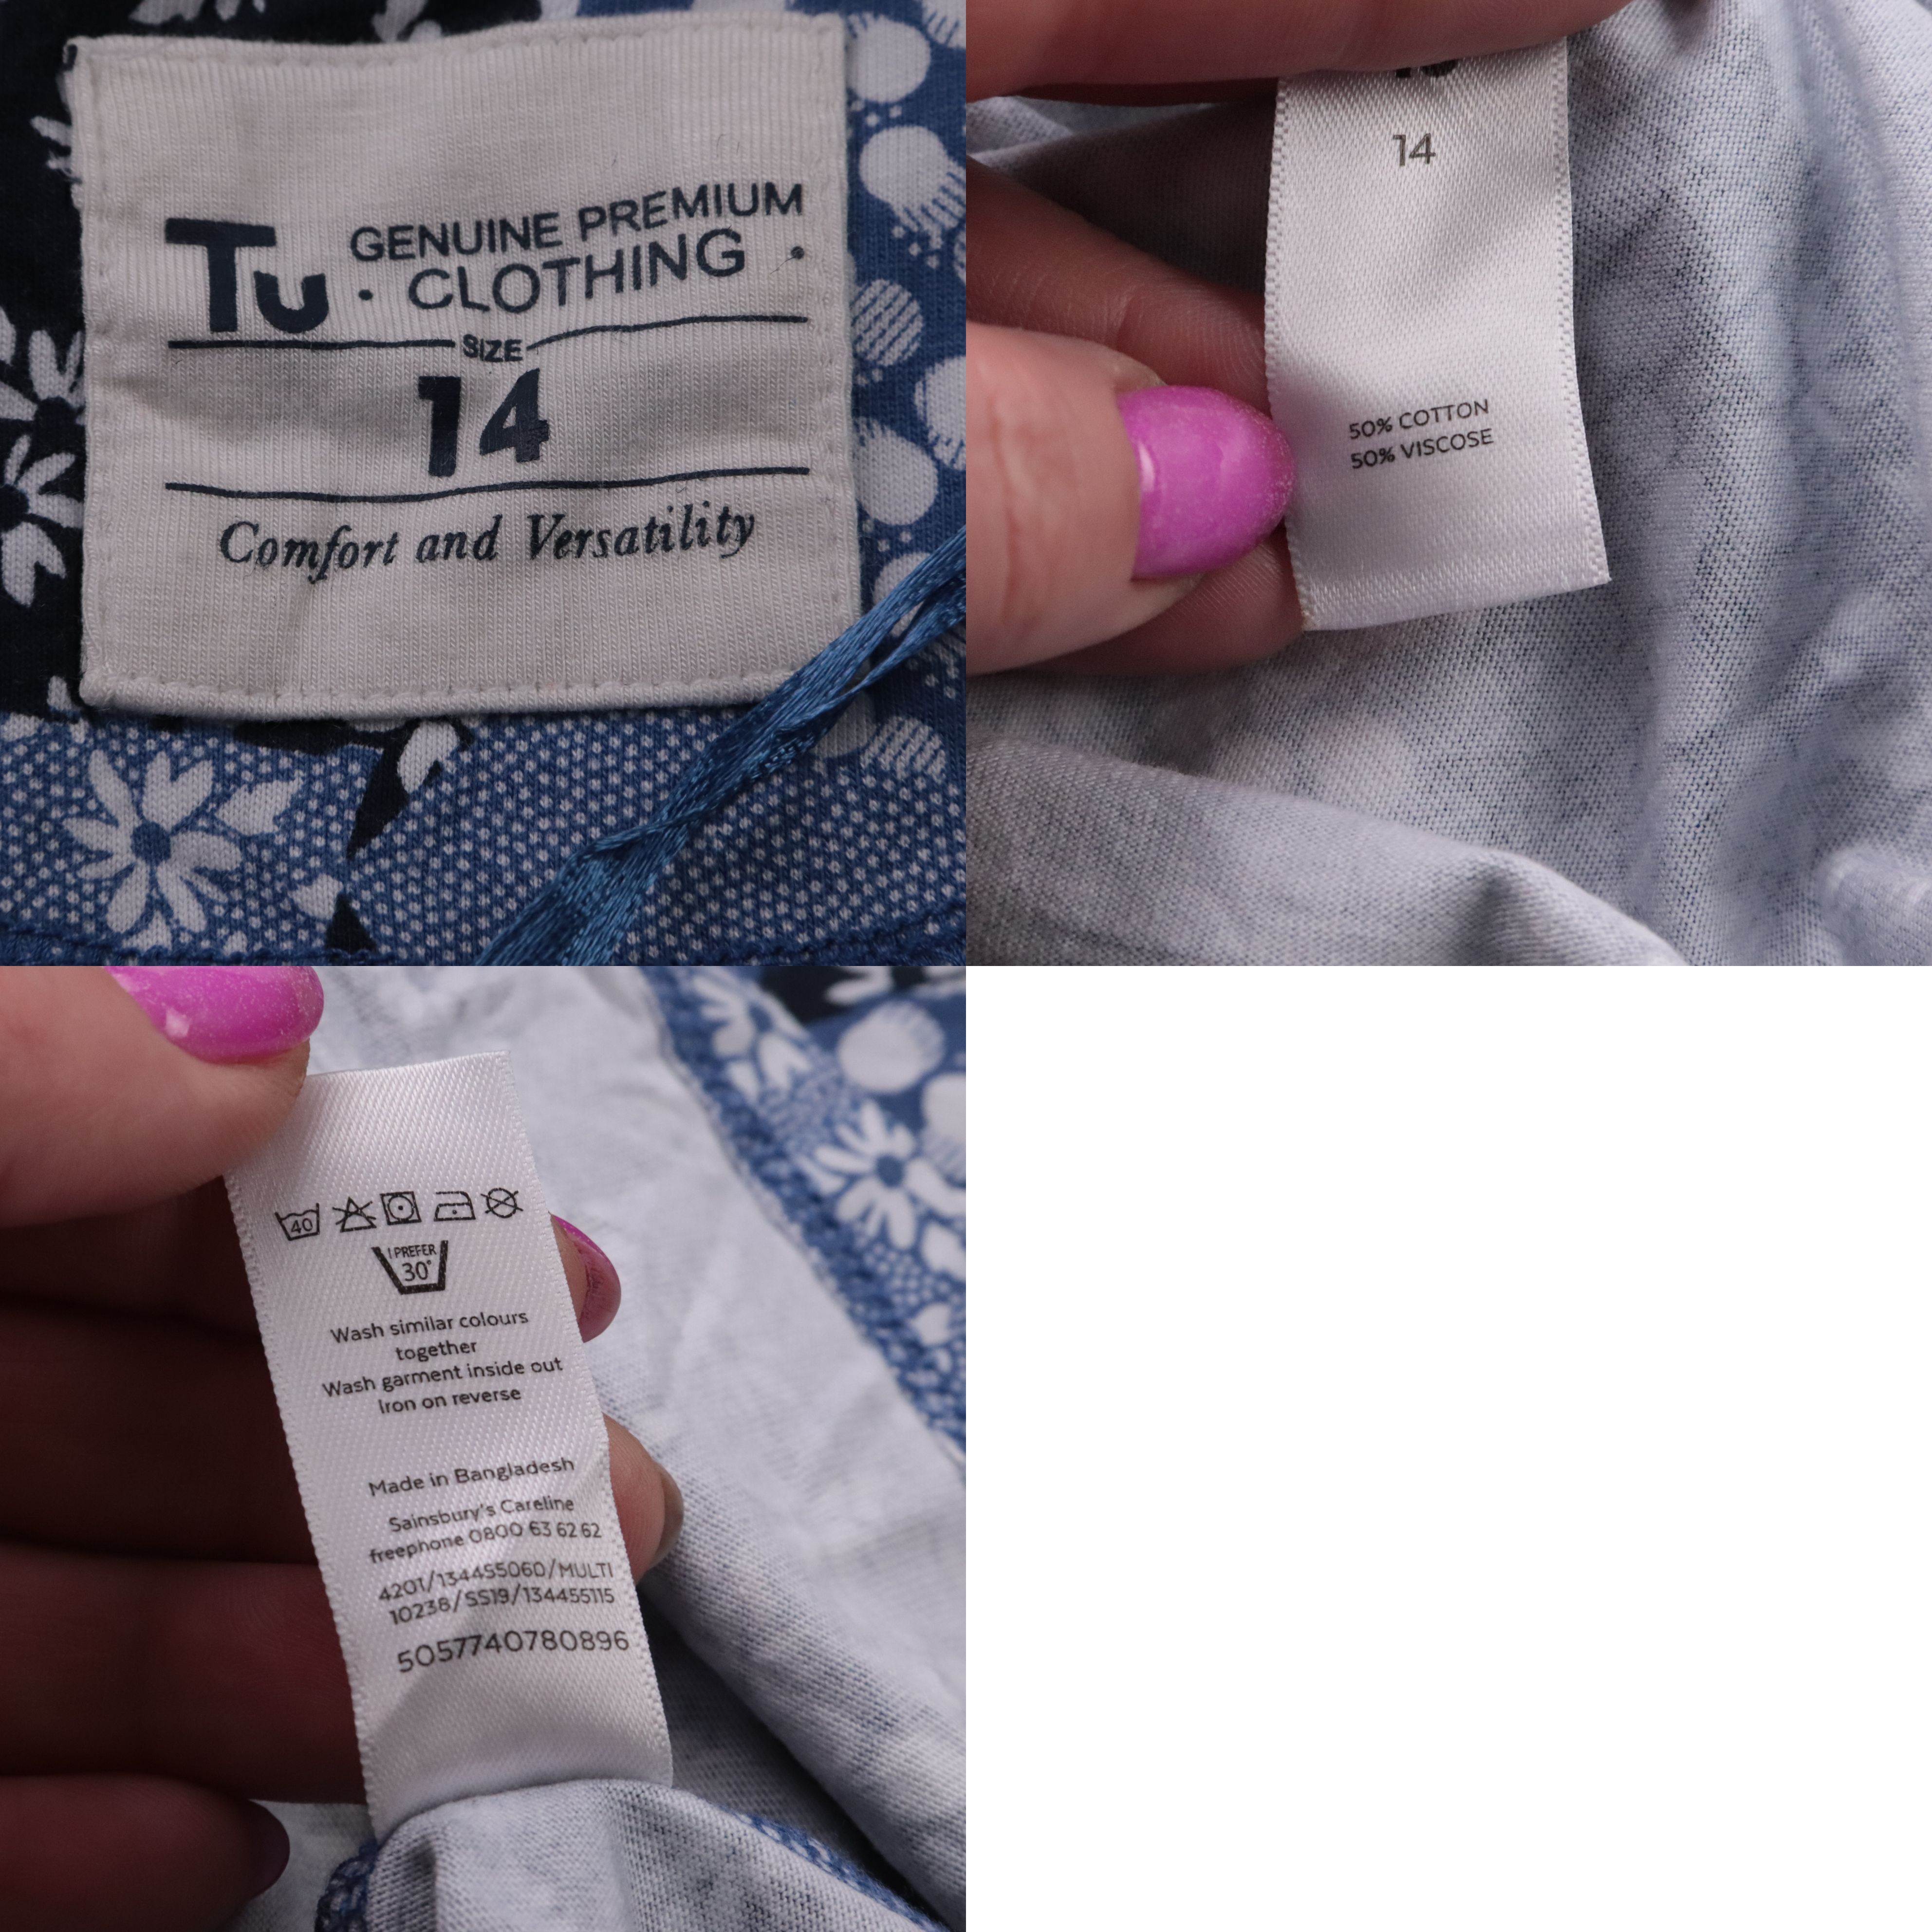 Tu GENUINE PREMIUM
· CLOTHING ·
SIZE
14
Comfort and Versatility
14
50% COTTON
50% VISCOSE
40
I PREFER
30°
Wash similar colours
together
Wash garment inside out
Iron on reverse
Made in Bangladesh
Sainsbury's Careline
freephone 0800 63 62 62
420T/134455060/MULTI
10238/SS19/134455115
5057740780896